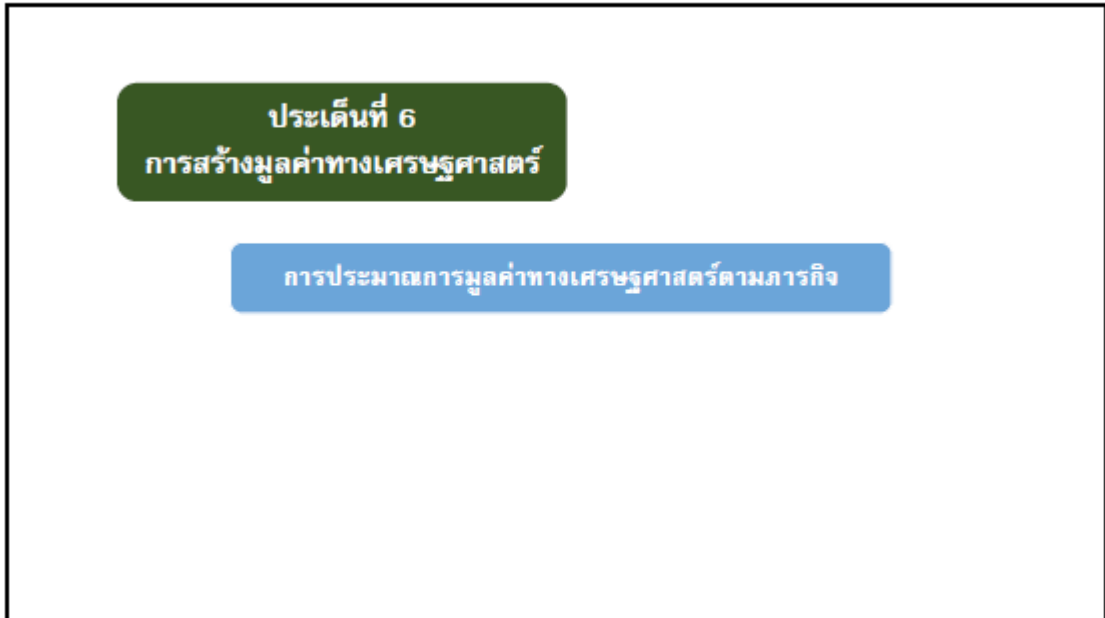 ประเด็นที่ 6
การสร้างมูลค่าทางเศรษฐศาสตร์
การประมาณการมูลค่าทางเศรษฐศาสตร์ตามภารกิจ